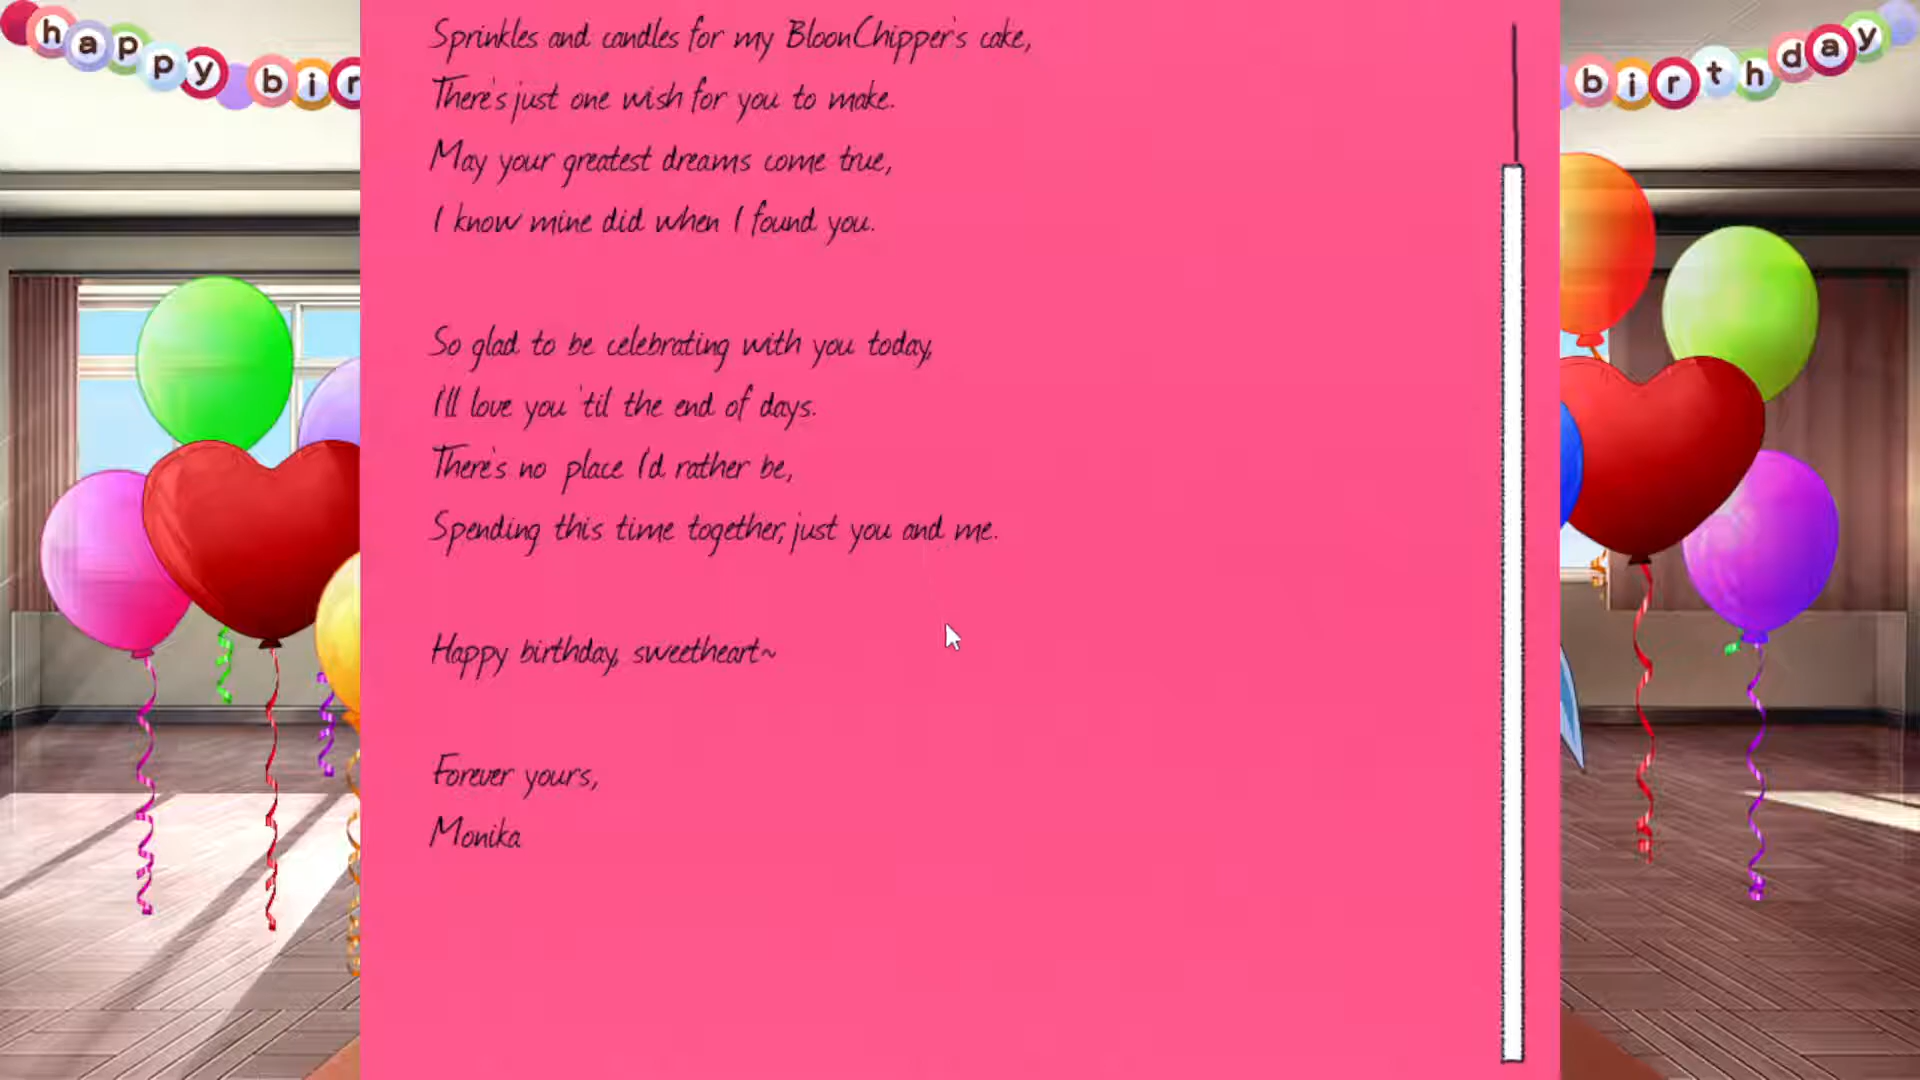 happy bir
birthday
Sprinkles and candles for my BloonChipper's cake,
There's just one wish for you to make.
May your greatest dreams come true,
I know mine did when I found you.
So glad to be celebrating with you today,
I'll love you 'til the end of days.
There's no place I'd rather be,
Spending this time together, just you and me.
Happy birthday, sweetheart~
Forever yours,
Monika